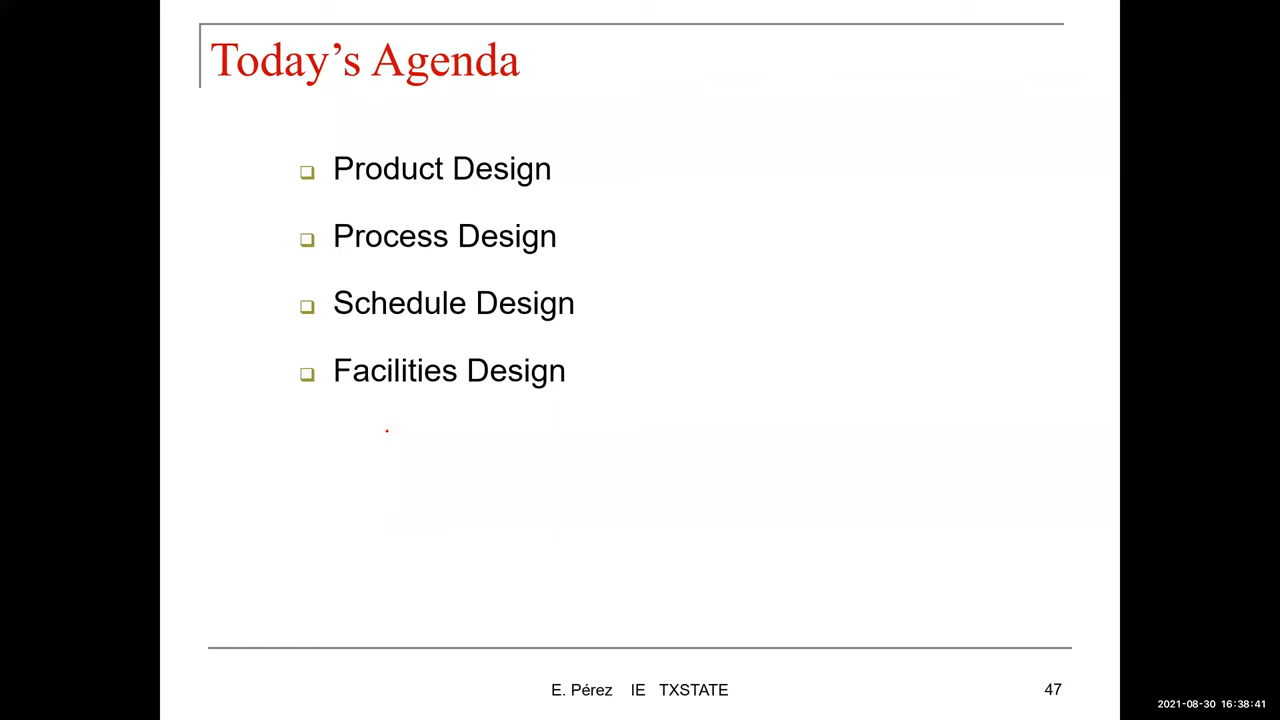 Today’s Agenda
Product Design
Process Design
Schedule Design
Facilities Design
E. Pérez IE TXSTATE
47
2021-08-30 16:38:41